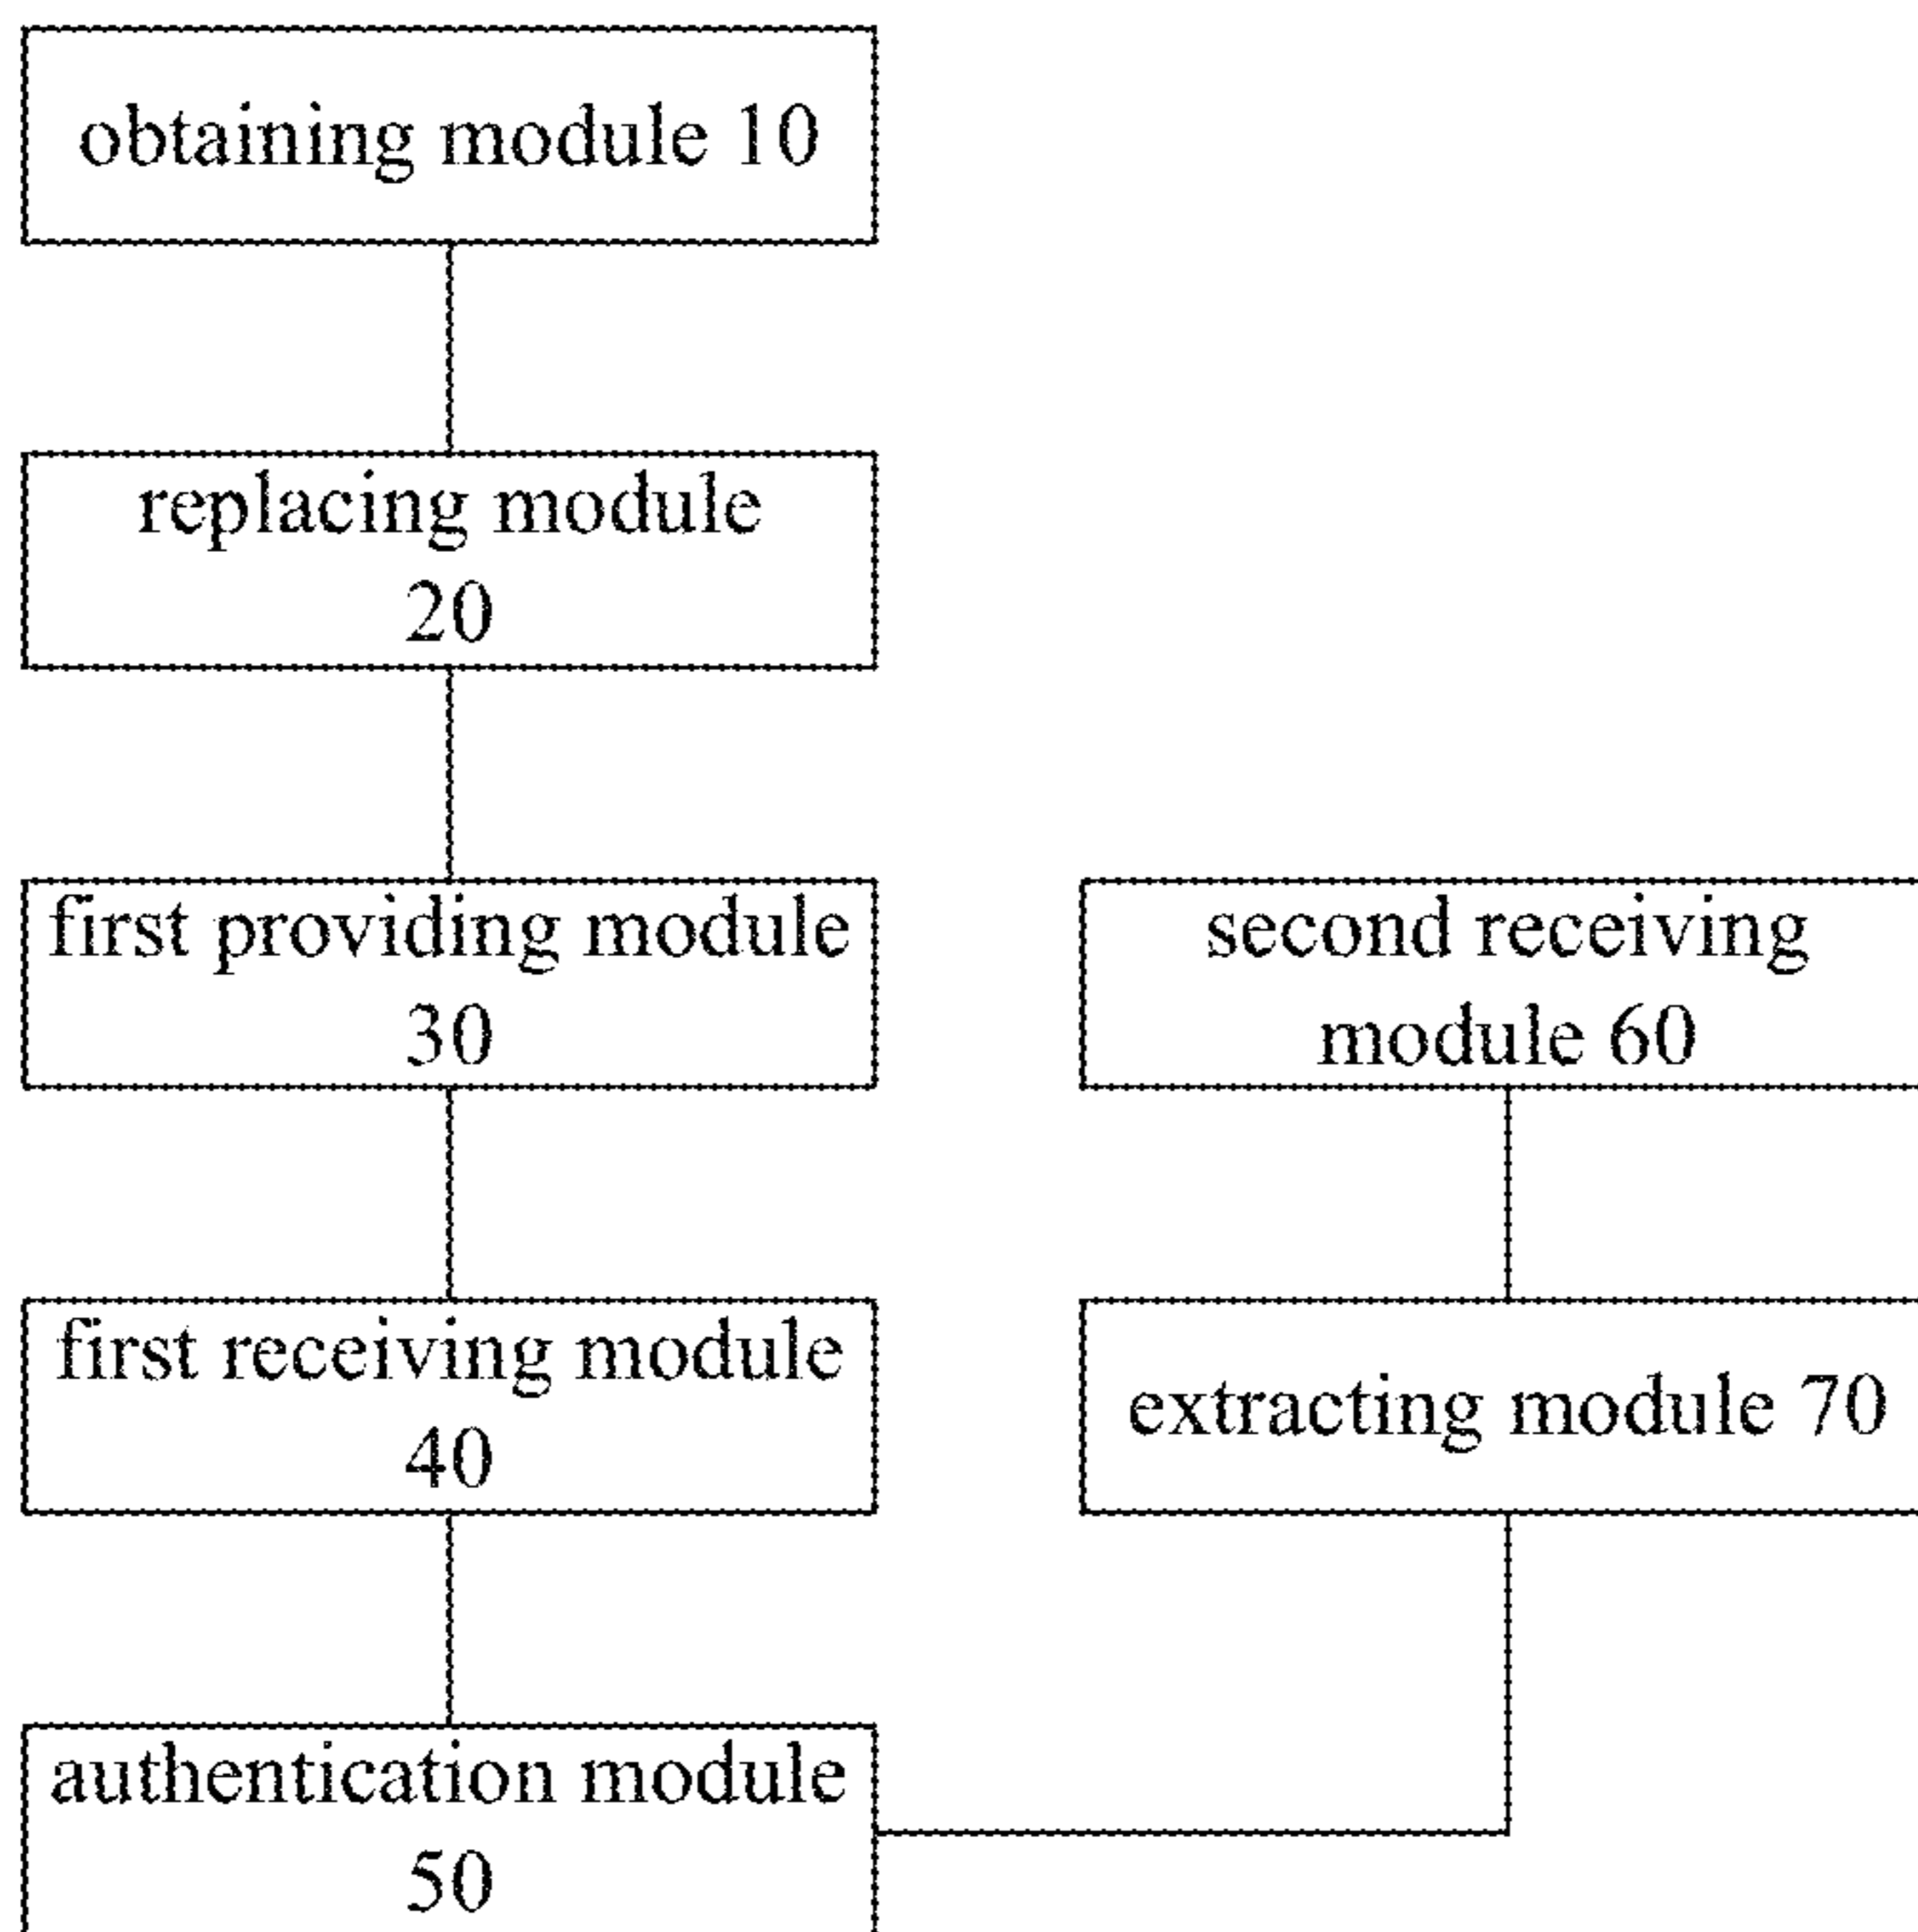 obtaining module 10
replacing module
20
first providing module
30
second receiving
module 60
first receiving module
40
extracting module 70
authentication module
50